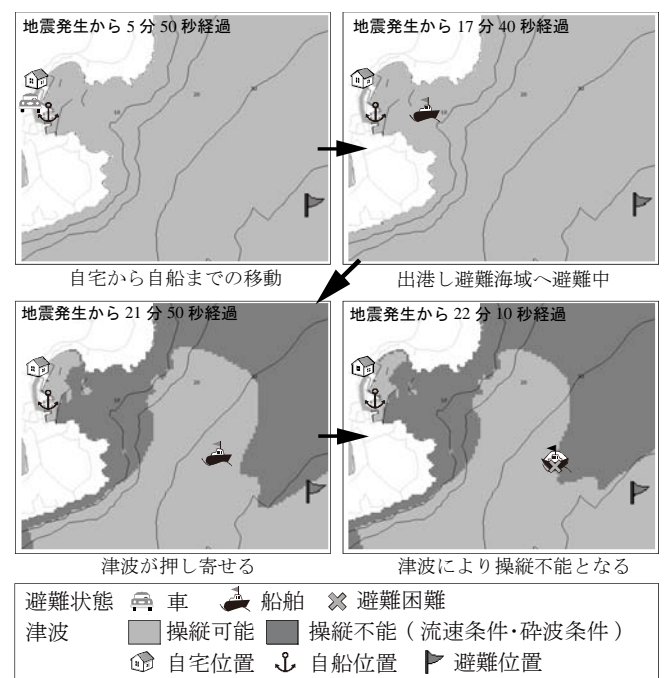 地震発生から 5 分 50 秒経過
地震発生から 17 分 40 秒経過
自宅から自船までの移動
出港し避難海域へ避難中
地震発生から 21 分 50 秒経過
地震発生から 22 分 10 秒経過
津波が押し寄せる
津波により操縦不能となる
避難状態 車 船舶 避難困難
津波 操縦可能 操縦不能 ( 流速条件・砕波条件 )
自宅位置 自船位置 避難位置